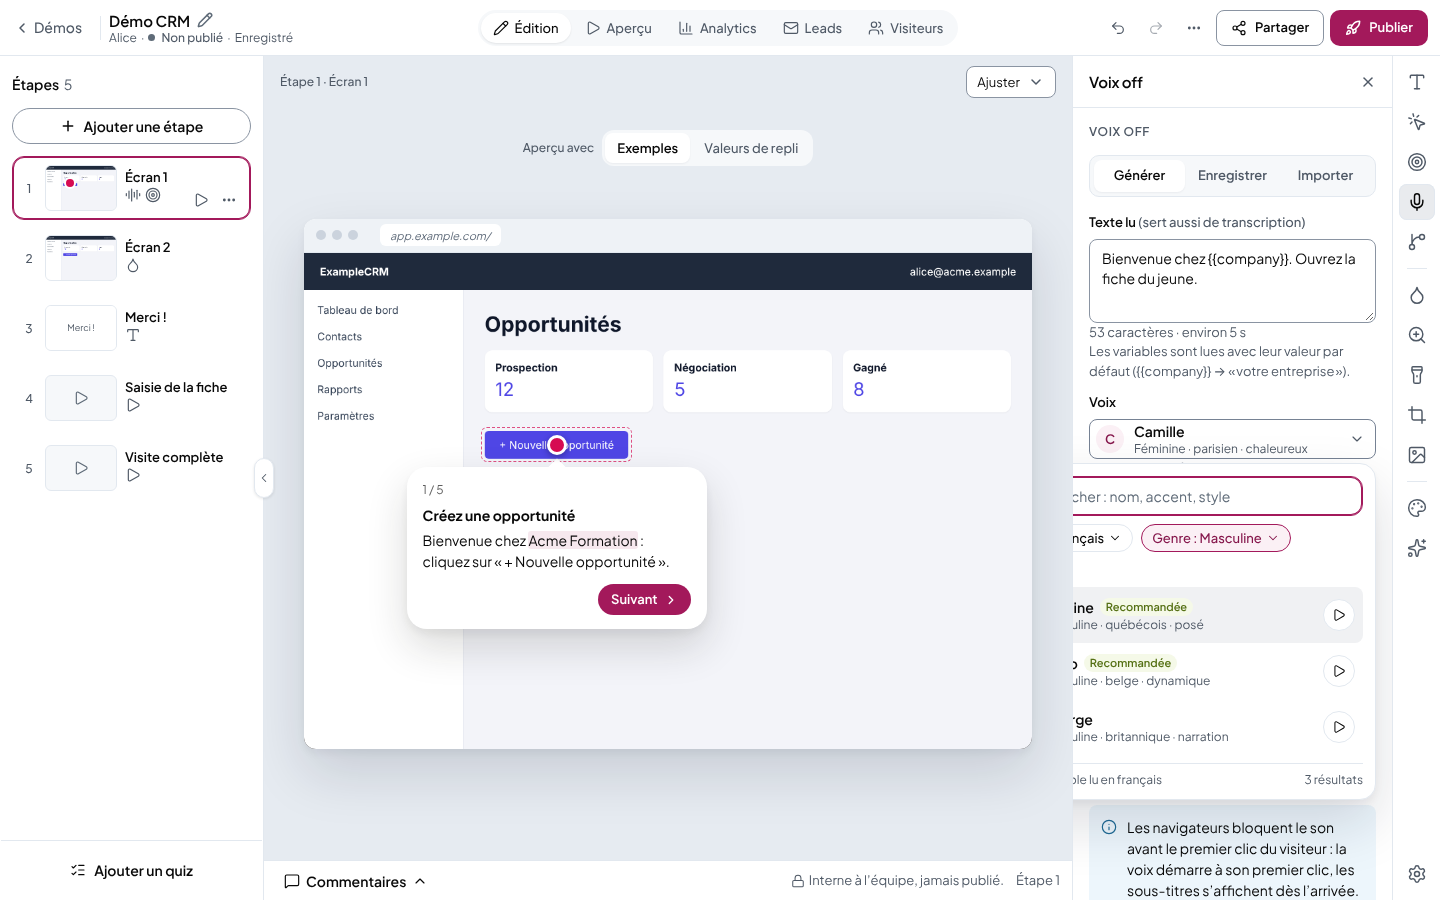 Démos
Démo CRM
Alice · Non publié · Enregistré
Édition
Aperçu
Analytics
Leads
Visiteurs
Partager
Publier
Étapes 5
Ajouter une étape
1
Écran 1
2
Écran 2
3
Merci !
Merci !
4
Saisie de la fiche
5
Visite complète
Ajouter un quiz
Étape 1 · Écran 1
Ajuster
Aperçu avec
Exemples
Valeurs de repli
app.example.com/
ExampleCRM
alice@acme.example
Tableau de bord
Contacts
Opportunités
Rapports
Paramètres
Opportunités
Prospection
12
Négociation
5
Gagné
8
1 / 5
Créez une opportunité
Bienvenue chez Acme Formation :
cliquez sur « + Nouvelle opportunité ».
Suivant
Commentaires
Interne à l'équipe, jamais publié.
Étape 1
Voix off
VOIX OFF
Générer
Enregistrer
Importer
Texte lu (sert aussi de transcription)
Bienvenue chez {{company}}. Ouvrez la
fiche du jeune.
53 caractères · environ 5 s
Les variables sont lues avec leur valeur par
défaut ({{company}} → « votre entreprise »).
Voix
C
Camille
Féminine · parisien · chaleureux
cher : nom, accent, style
Genre : Masculine
Recommandée
québécois · posé
Recommandée
belge · dynamique
britannique · narration
lu en français
3 résultats
Les navigateurs bloquent le son
avant le premier clic du visiteur : la
voix démarre à son premier clic, les
sous-titres s'affichent dès l'arrivée.